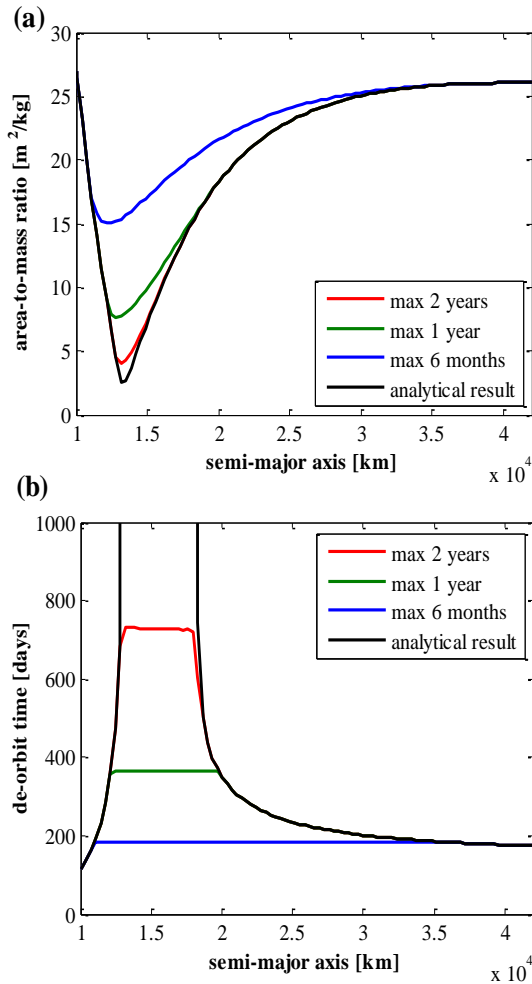 (a)
30
25
20
15
10
5
0
area-to-mass ratio [m²/kg]
max 2 years
max 1 year
max 6 months
analytical result
1 1.5 2 2.5 3 3.5 4
semi-major axis [km]
x 10⁴
(b)
1000
800
600
400
200
0
de-orbit time [days]
max 2 years
max 1 year
max 6 months
analytical result
1 1.5 2 2.5 3 3.5 4
semi-major axis [km]
x 10⁴